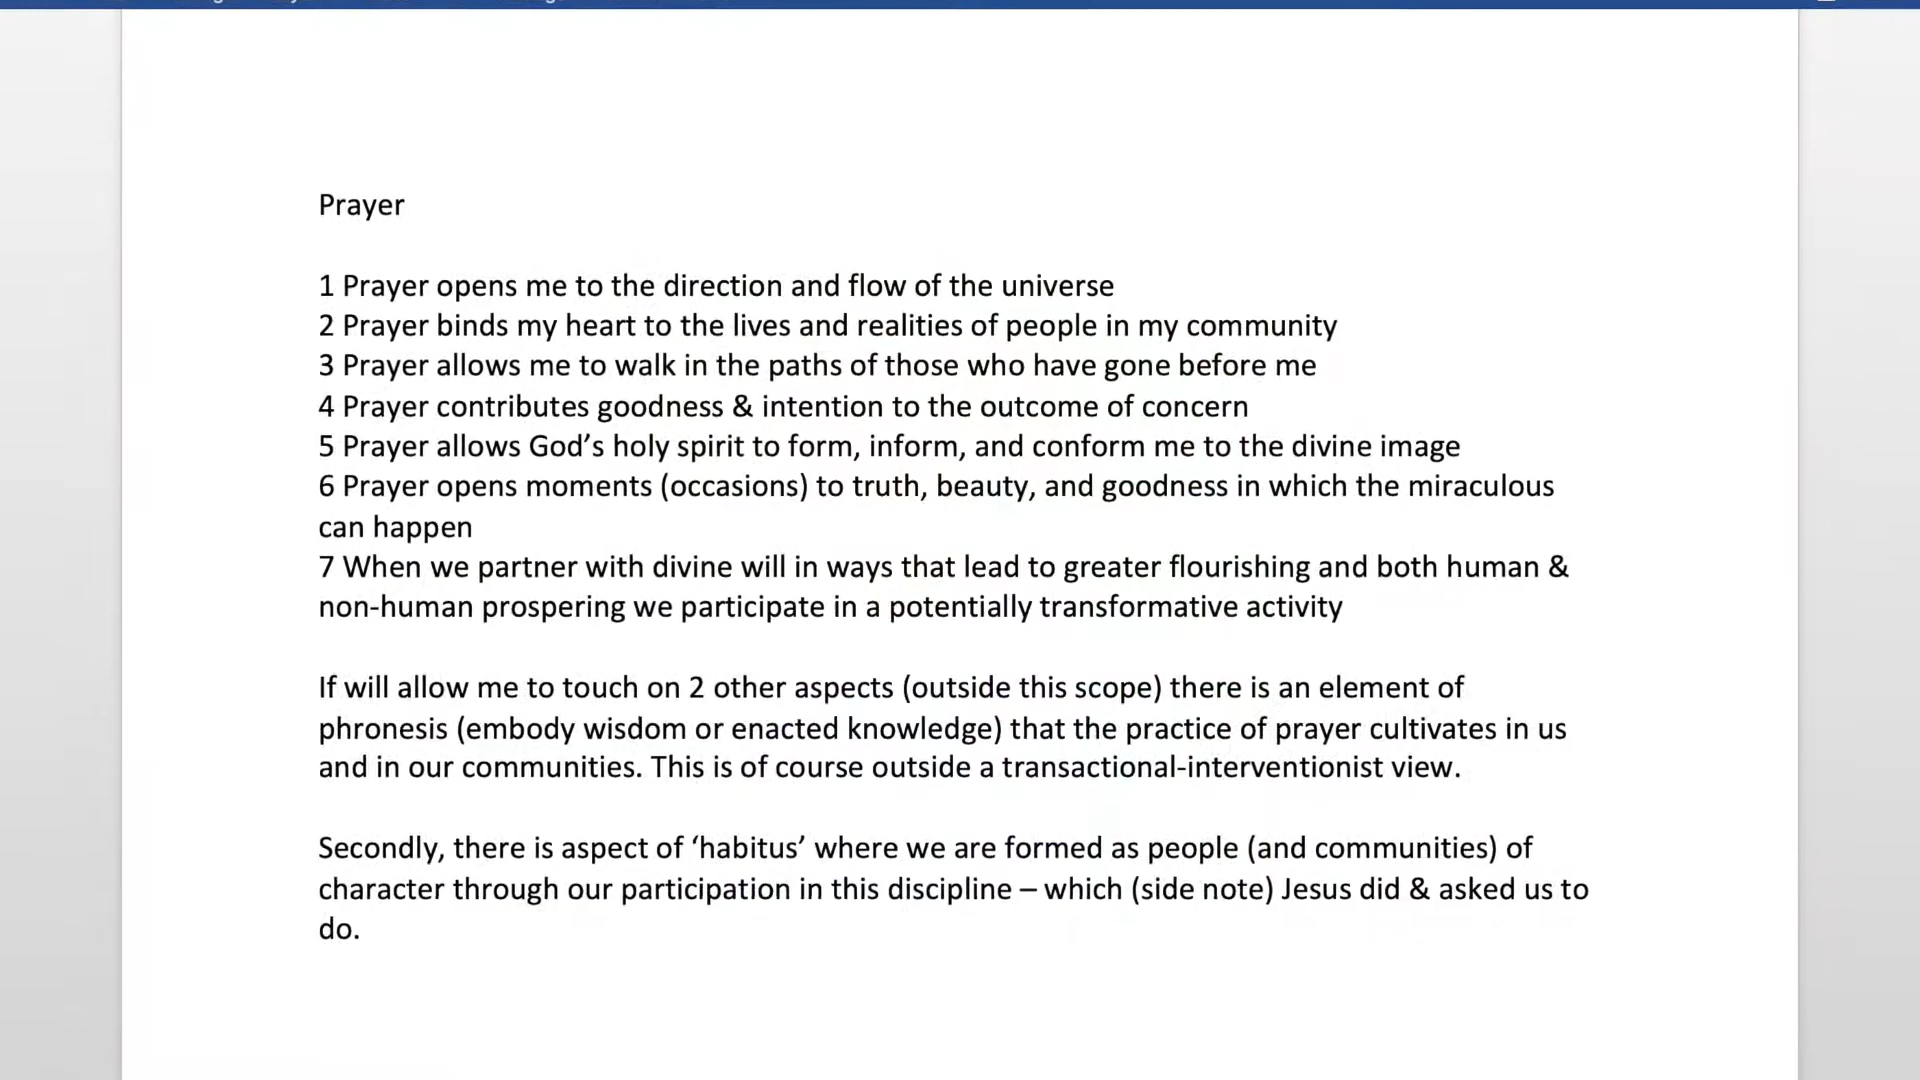 Prayer
1 Prayer opens me to the direction and flow of the universe
2 Prayer binds my heart to the lives and realities of people in my community
3 Prayer allows me to walk in the paths of those who have gone before me
4 Prayer contributes goodness & intention to the outcome of concern
5 Prayer allows God’s holy spirit to form, inform, and conform me to the divine image
6 Prayer opens moments (occasions) to truth, beauty, and goodness in which the miraculous
can happen
7 When we partner with divine will in ways that lead to greater flourishing and both human &
non-human prospering we participate in a potentially transformative activity
If will allow me to touch on 2 other aspects (outside this scope) there is an element of
phronesis (embody wisdom or enacted knowledge) that the practice of prayer cultivates in us
and in our communities. This is of course outside a transactional-interventionist view.
Secondly, there is aspect of ‘habitus’ where we are formed as people (and communities) of
character through our participation in this discipline – which (side note) Jesus did & asked us to
do.